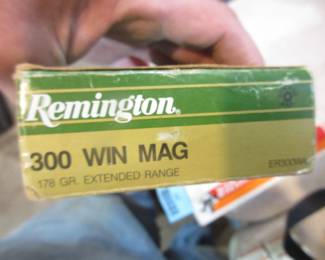 Remington®
300 WIN MAG
178 GR. EXTENDED RANGE